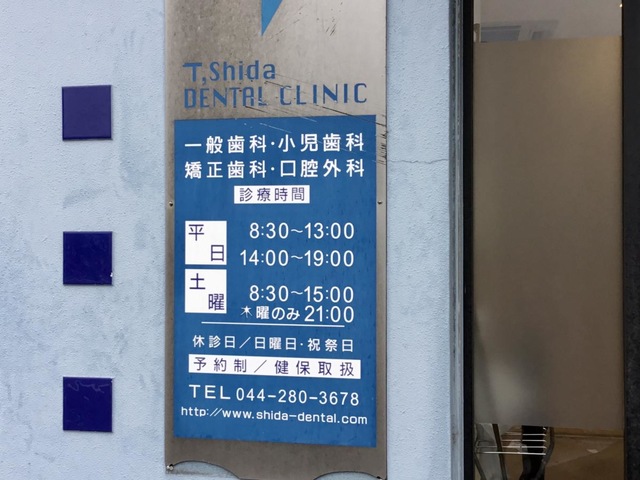 T,Shida
DENTAL CLINIC
一般歯科・小児歯科
矯正歯科・口腔外科
診療時間
平日 8:30～13:00
14:00～19:00
土曜 8:30～15:00
木曜のみ21:00
休診日／日曜日・祝祭日
予約制／健保取扱
TEL 044-280-3678
http://www.shida-dental.com